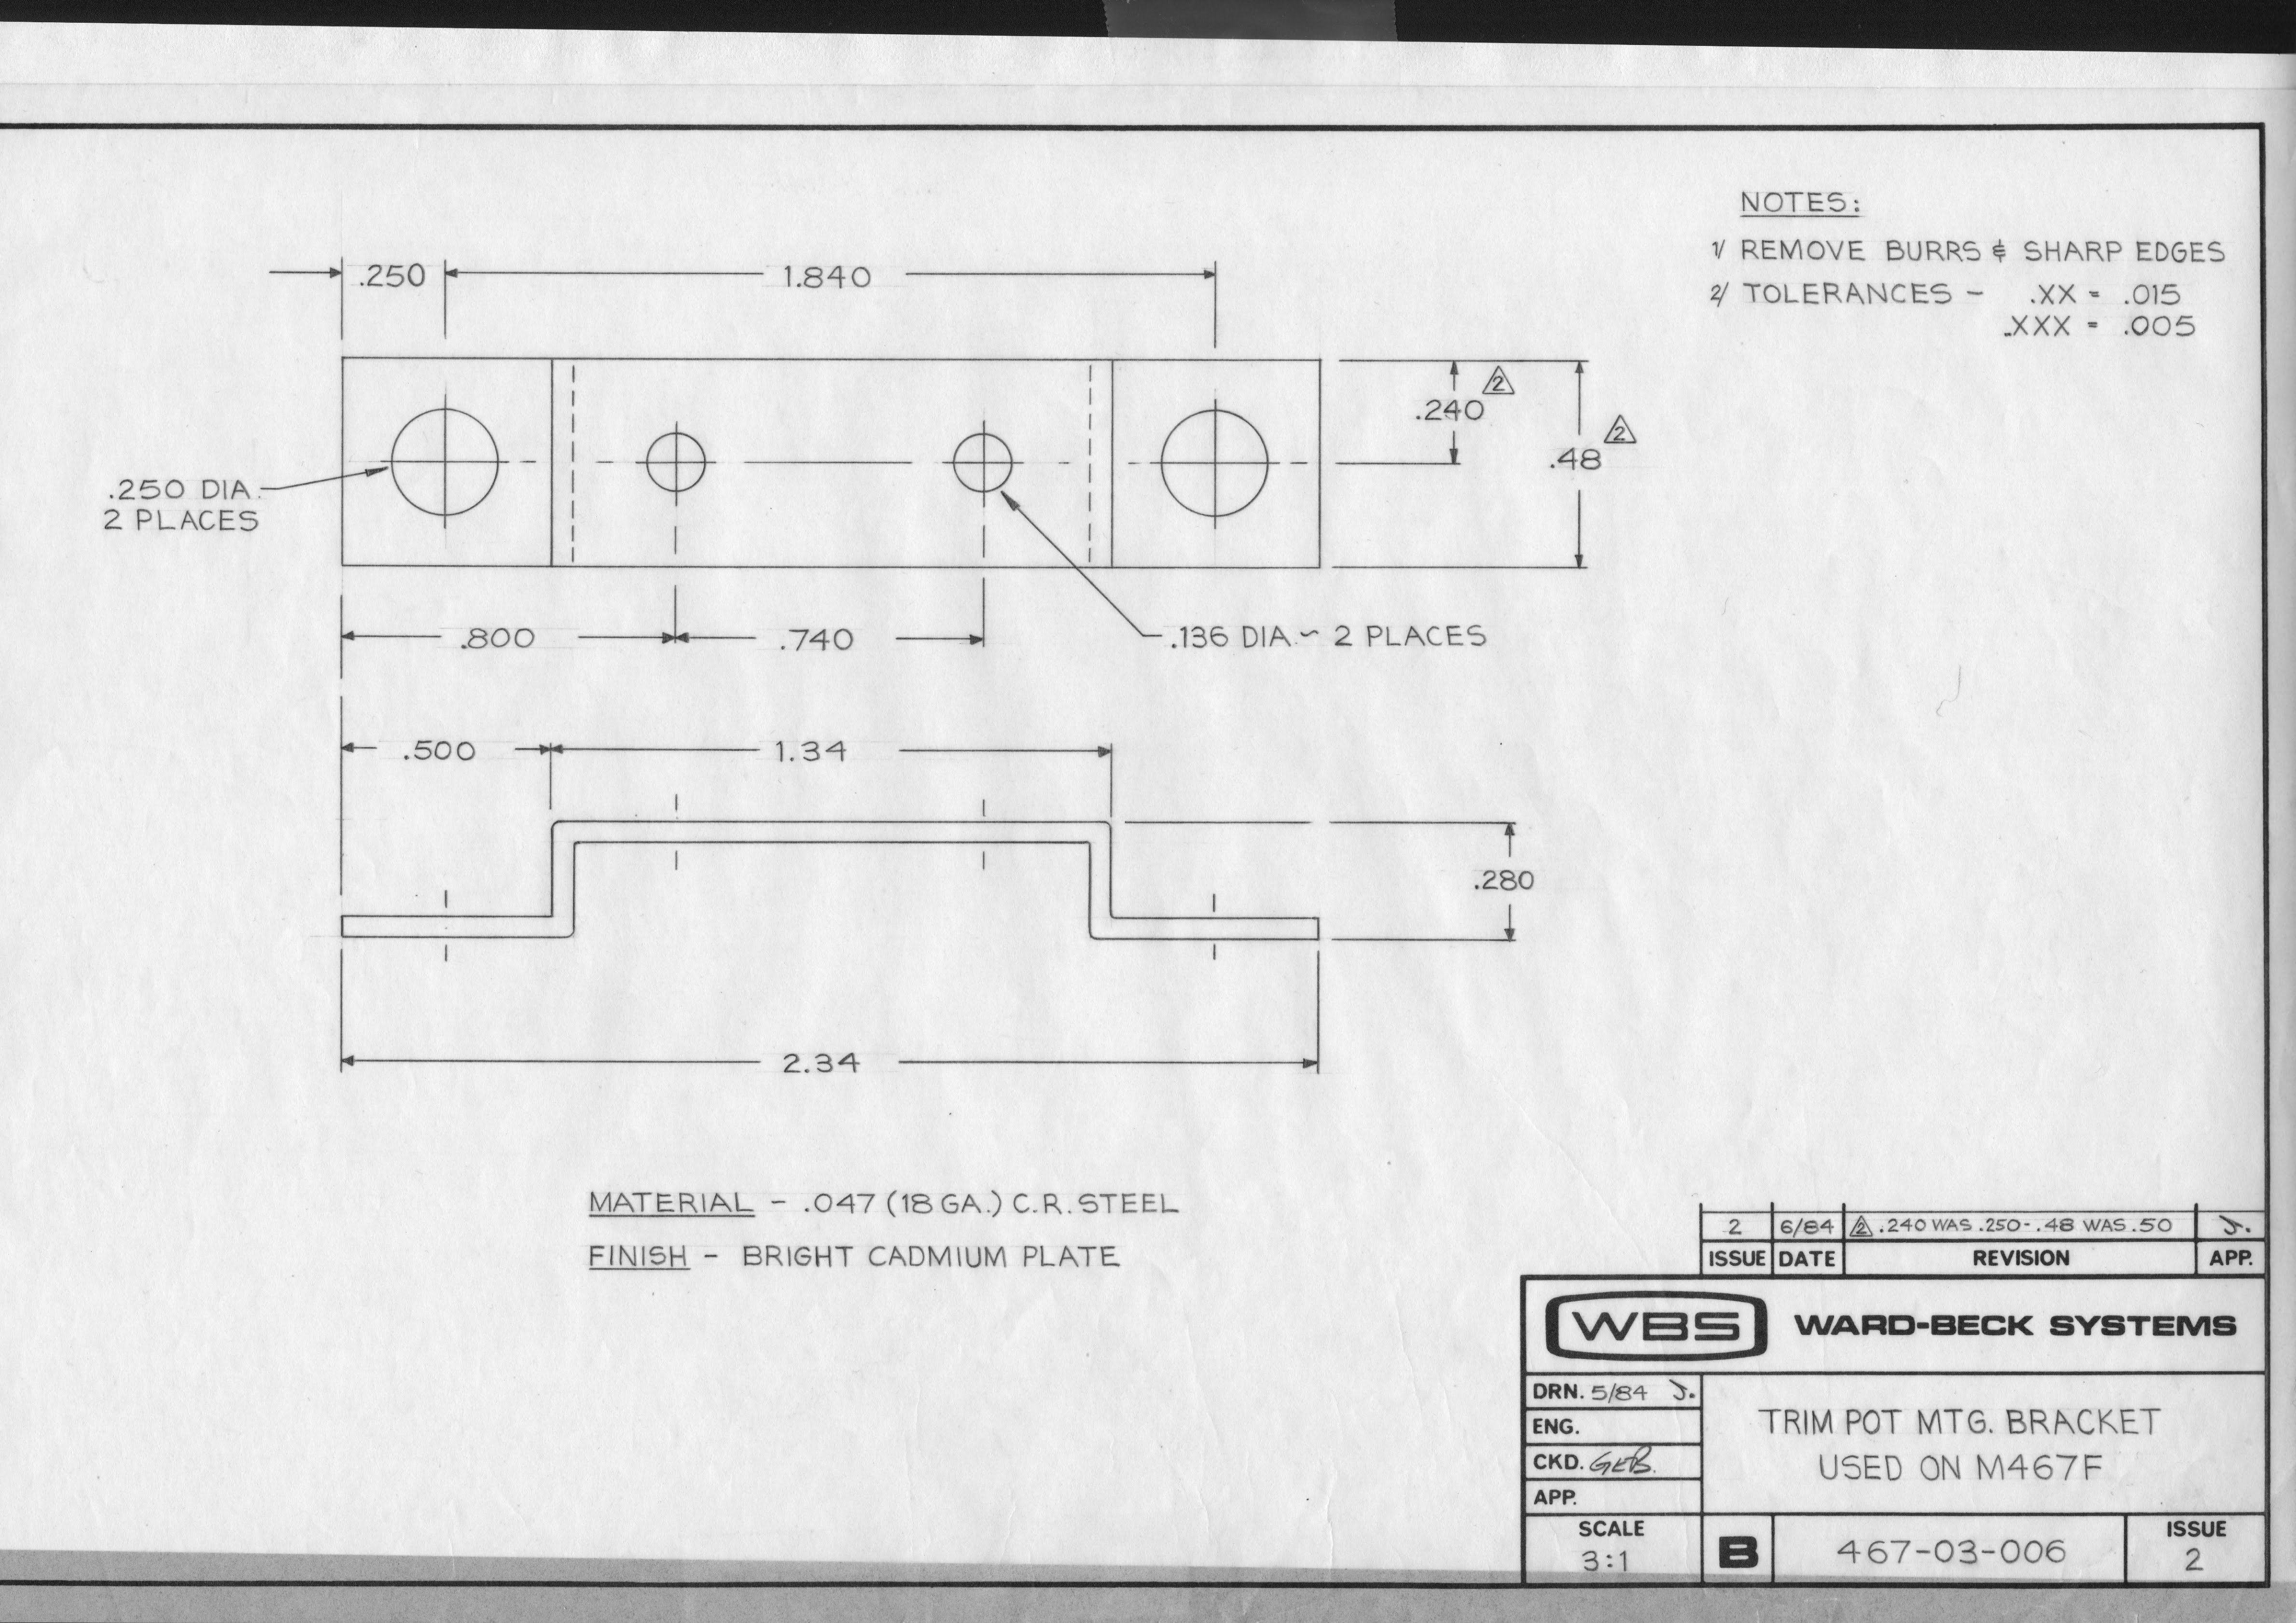 NOTES:
1/ REMOVE BURRS & SHARP EDGES
2/ TOLERANCES - .XX = .015
.XXX = .005
.250
1.840
.240 2
.48 2
.250 DIA.
2 PLACES
.800
.740
.136 DIA. ~ 2 PLACES
.500
1.34
.280
2.34
MATERIAL - .047 (18 GA.) C.R. STEEL
FINISH - BRIGHT CADMIUM PLATE
2 6/84 2 .240 WAS .250 - .48 WAS .50 J.
ISSUE DATE REVISION APP.
WBS WARD-BECK SYSTEMS
DRN. 5/84 J.
ENG.
CKD. GEB.
APP.
TRIM POT MTG. BRACKET
USED ON M467F
SCALE
3:1
B
467-03-006
ISSUE
2